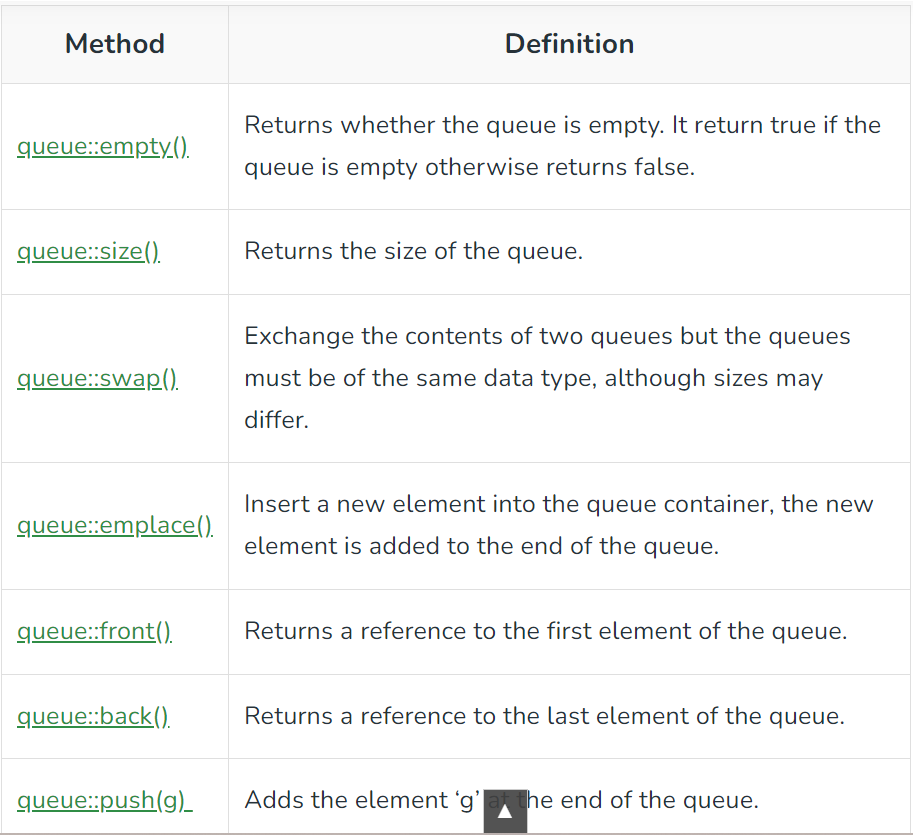 Method
Definition
queue::empty()
Returns whether the queue is empty. It return true if the
queue is empty otherwise returns false.
queue::size()
Returns the size of the queue.
queue::swap()
Exchange the contents of two queues but the queues
must be of the same data type, although sizes may
differ.
queue::emplace()
Insert a new element into the queue container, the new
element is added to the end of the queue.
queue::front()
Returns a reference to the first element of the queue.
queue::back()
Returns a reference to the last element of the queue.
queue::push(g)
Adds the element ‘g’ at the end of the queue.